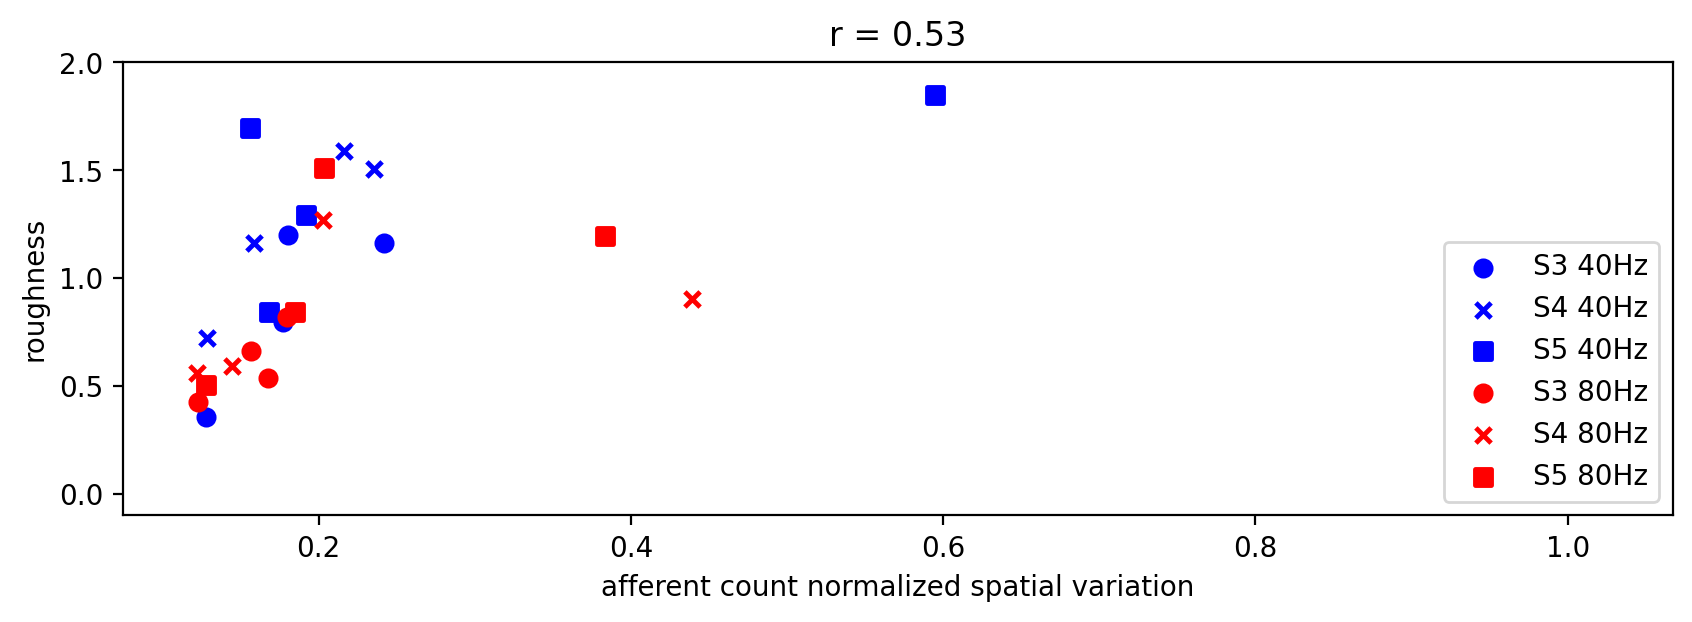 r = 0.53
2.0
1.5
1.0
0.5
0.0
roughness
S3 40Hz
S4 40Hz
S5 40Hz
S3 80Hz
S4 80Hz
S5 80Hz
0.2 0.4 0.6 0.8 1.0
afferent count normalized spatial variation